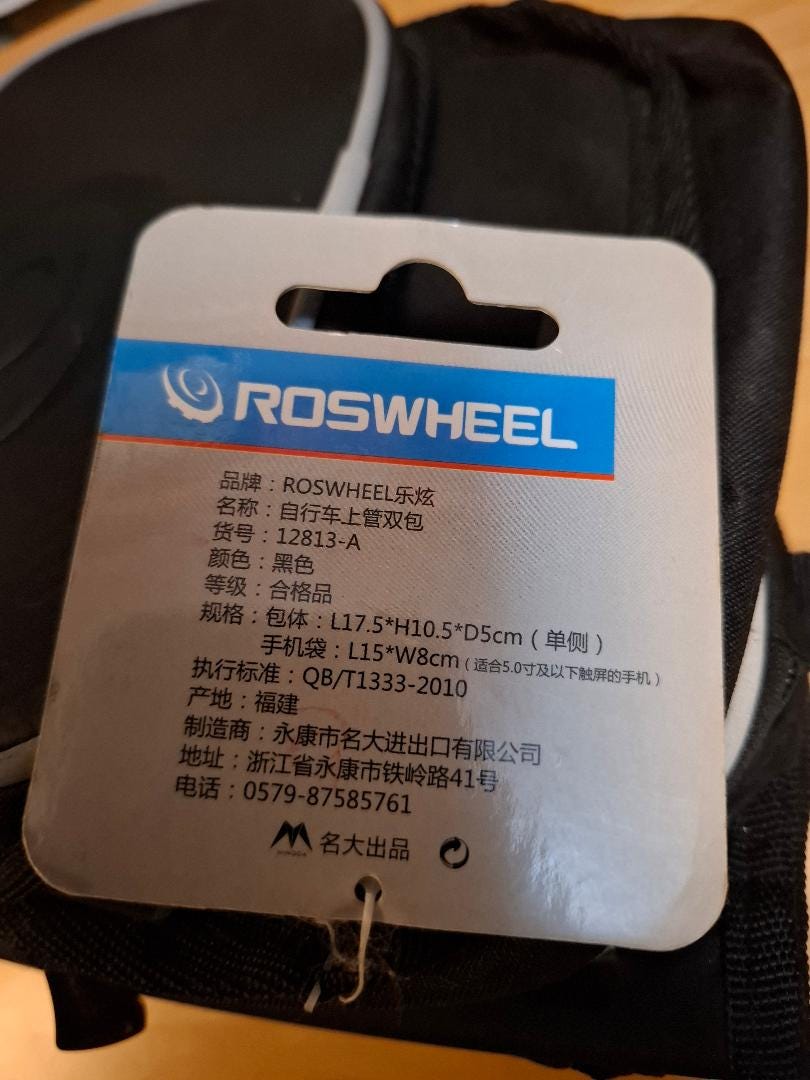 ROSWHEEL
品牌：ROSWHEEL乐炫
名称：自行车上管双包
货号：12813-A
颜色：黑色
等级：合格品
规格：包体：L17.5*H10.5*D5cm（单侧）
手机袋：L15*W8cm（适合5.0寸及以下触屏的手机）
执行标准：QB/T1333-2010
产地：福建
制造商：永康市名大进出口有限公司
地址：浙江省永康市铁岭路41号
电话：0579-87585761
名大出品